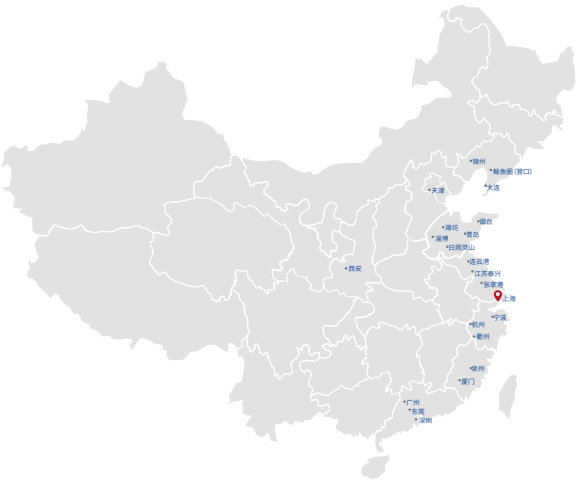 锦州
鲅鱼圈(营口)
大连
天津
烟台
潍坊
青岛
淄博
日照岚山
连云港
西安
江苏泰兴
张家港
上海
宁波
杭州
衢州
泉州
厦门
广州
东莞
深圳